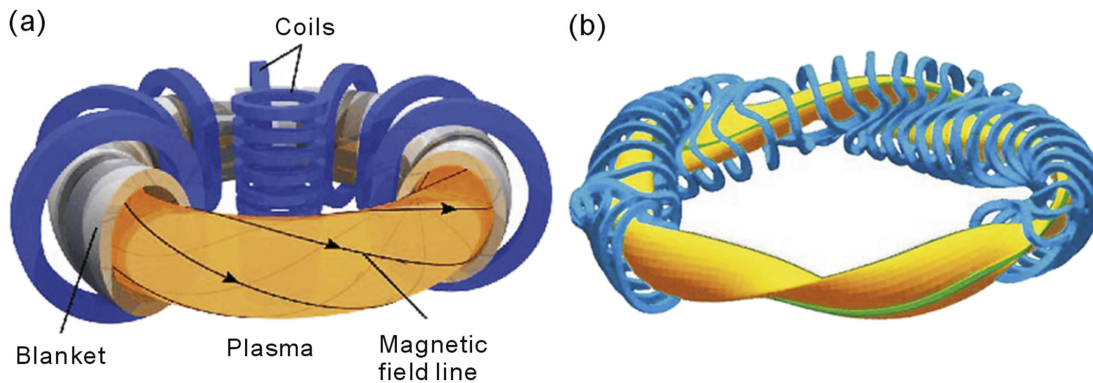 (a)
Coils
(b)
Blanket
Plasma
Magnetic
field line